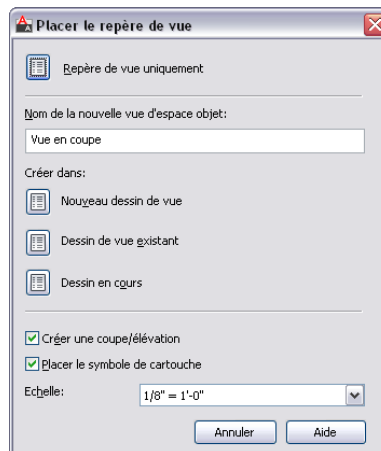 Placer le repère de vue
Repère de vue uniquement
Nom de la nouvelle vue d'espace objet:
Vue en coupe
Créer dans:
Nouveau dessin de vue
Dessin de vue existant
Dessin en cours
Créer une coupe/élévation
Placer le symbole de cartouche
Echelle:
1/8" = 1'-0"
Annuler Aide